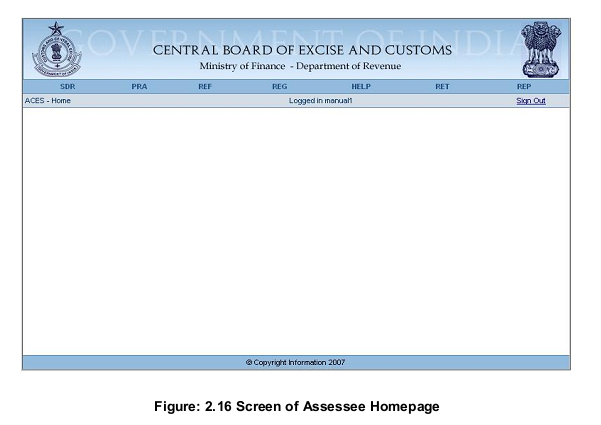 GOVERNMENT OF INDIA
CENTRAL BOARD OF EXCISE AND CUSTOMS
Ministry of Finance - Department of Revenue
SDR PRA REF REG HELP RET REP
ACES - Home Logged in manual1 Sign Out
© Copyright Information 2007
Figure: 2.16 Screen of Assessee Homepage